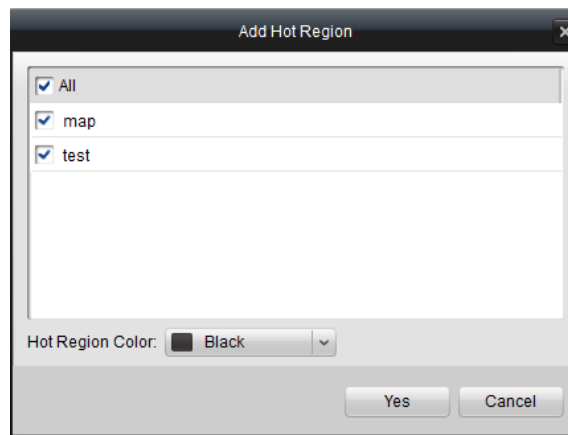 Add Hot Region
All
map
test
Hot Region Color: Black
Yes Cancel